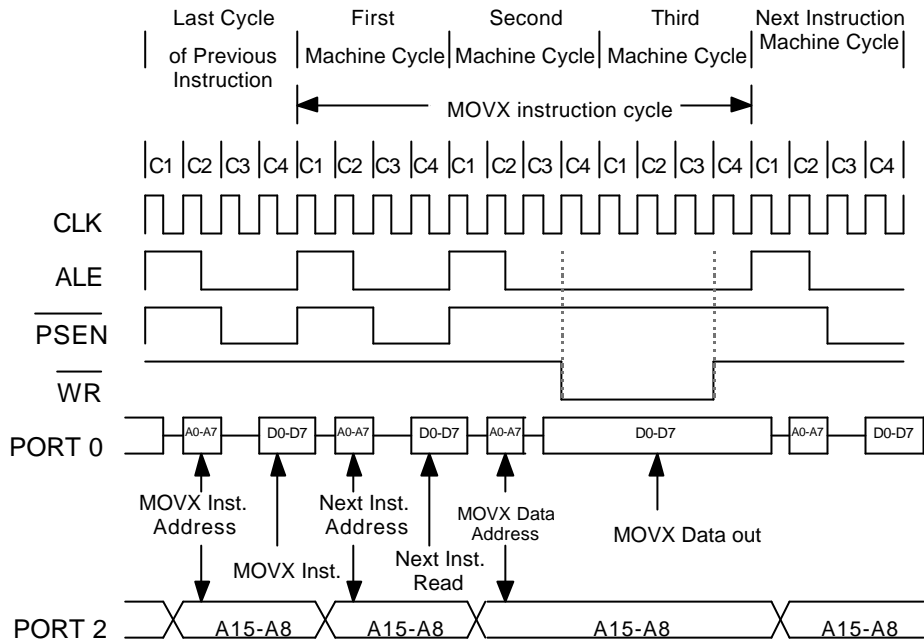 Last Cycle
of Previous
Instruction
First
Machine Cycle
Second
Machine Cycle
Third
Machine Cycle
Next Instruction
Machine Cycle
MOVX instruction cycle
C1 C2 C3 C4 C1 C2 C3 C4 C1 C2 C3 C4 C1 C2 C3 C4 C1 C2 C3 C4
CLK
ALE
PSEN
WR
PORT 0
A0-A7 D0-D7 A0-A7 D0-D7 A0-A7 D0-D7 A0-A7 D0-D7
MOVX Inst.
Address
MOVX Inst.
Next Inst.
Address
Next Inst.
Read
MOVX Data
Address
MOVX Data out
PORT 2
A15-A8 A15-A8 A15-A8 A15-A8